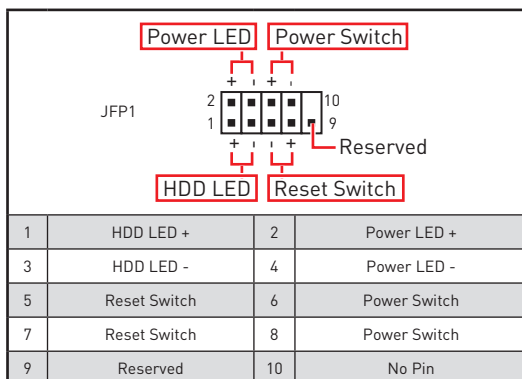 Power LED Power Switch
+ - + -
JFP1
2 10
1 9
+ - - +
Reserved
HDD LED Reset Switch
1 HDD LED + 2 Power LED +
3 HDD LED - 4 Power LED -
5 Reset Switch 6 Power Switch
7 Reset Switch 8 Power Switch
9 Reserved 10 No Pin